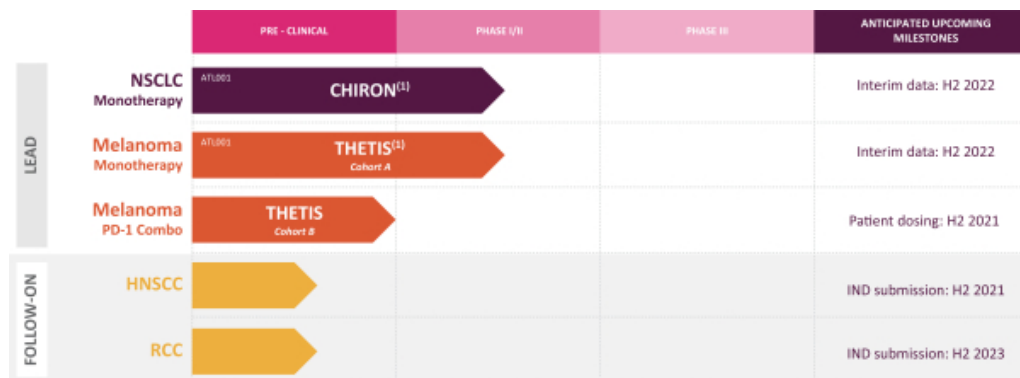 PRE - CLINICAL
PHASE I/II
PHASE III
ANTICIPATED UPCOMING
MILESTONES
LEAD
NSCLC
Monotherapy
ATL001
CHIRON(1)
Interim data: H2 2022
Melanoma
Monotherapy
ATL001
THETIS(1)
Cohort A
Interim data: H2 2022
Melanoma
PD-1 Combo
THETIS
Cohort B
Patient dosing: H2 2021
FOLLOW-ON
HNSCC
IND submission: H2 2021
RCC
IND submission: H2 2023